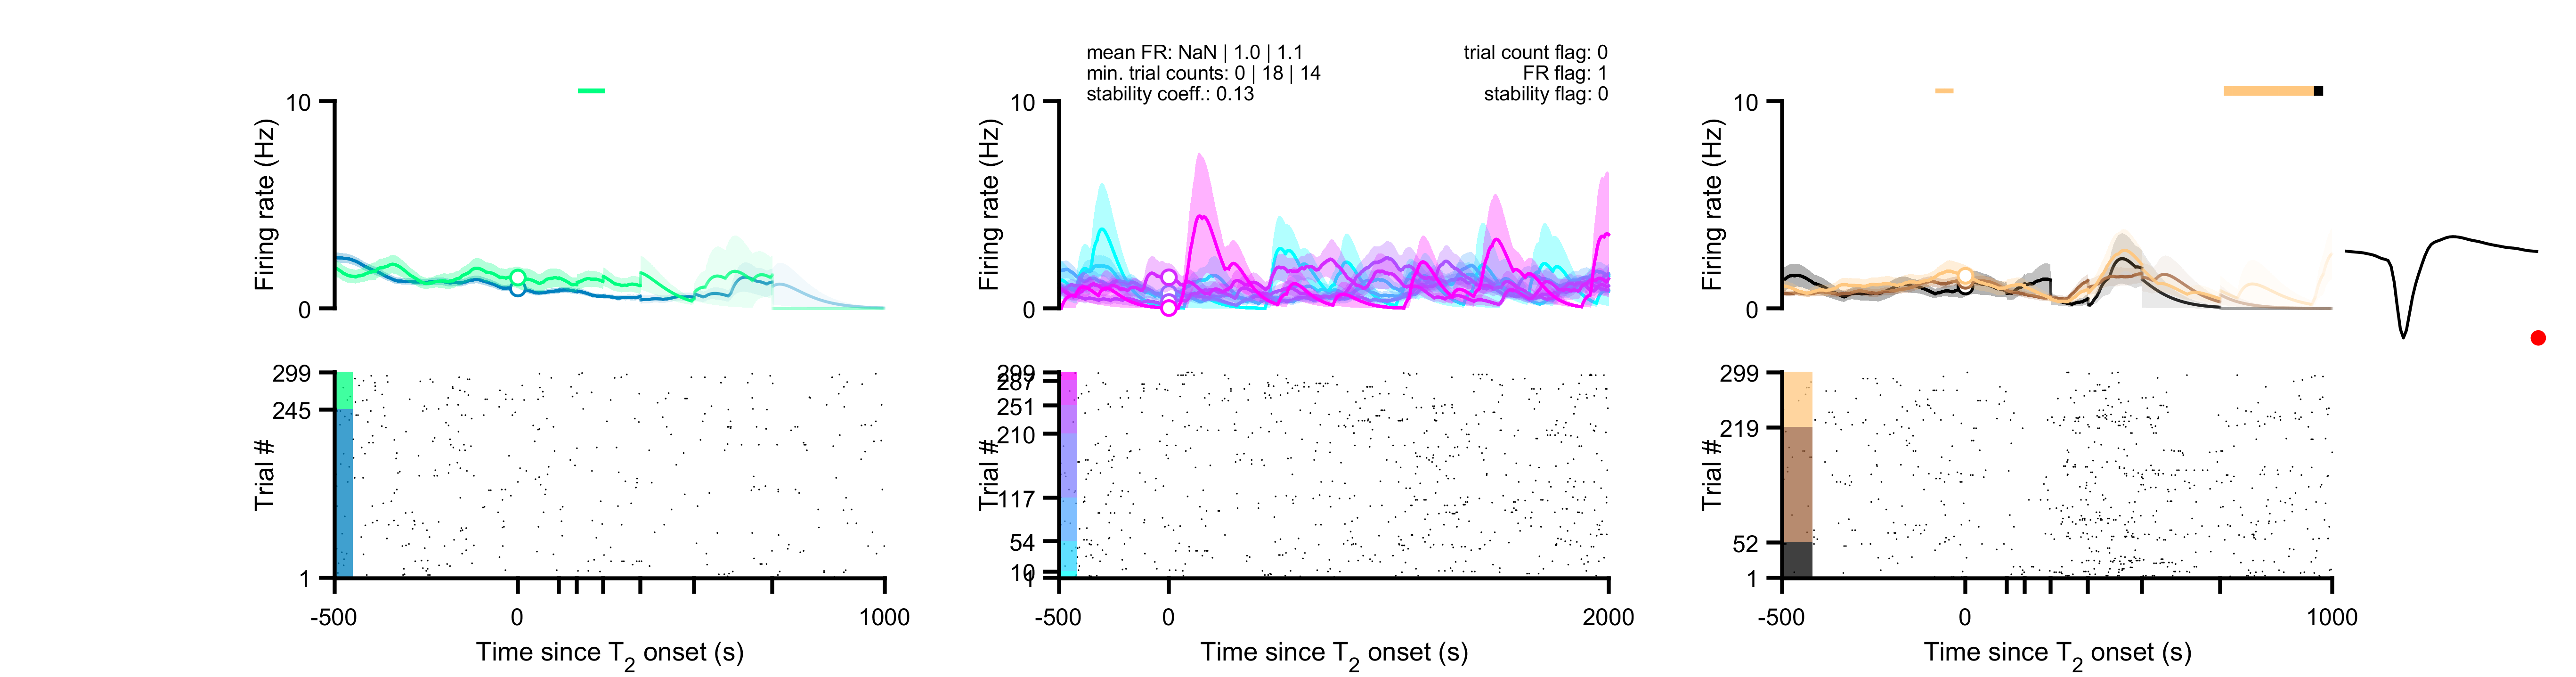 mean FR: NaN | 1.0 | 1.1
min. trial counts: 0 | 18 | 14
stability coeff.: 0.13
trial count flag: 0
FR flag: 1
stability flag: 0
10
Firing rate (Hz)
0
299
245
Trial #
1
-500
0
1000
Time since T2 onset (s)
10
Firing rate (Hz)
0
299
287
251
210
Trial #
117
54
10
1
-500
0
2000
Time since T2 onset (s)
10
Firing rate (Hz)
0
299
219
Trial #
52
1
-500
0
1000
Time since T2 onset (s)